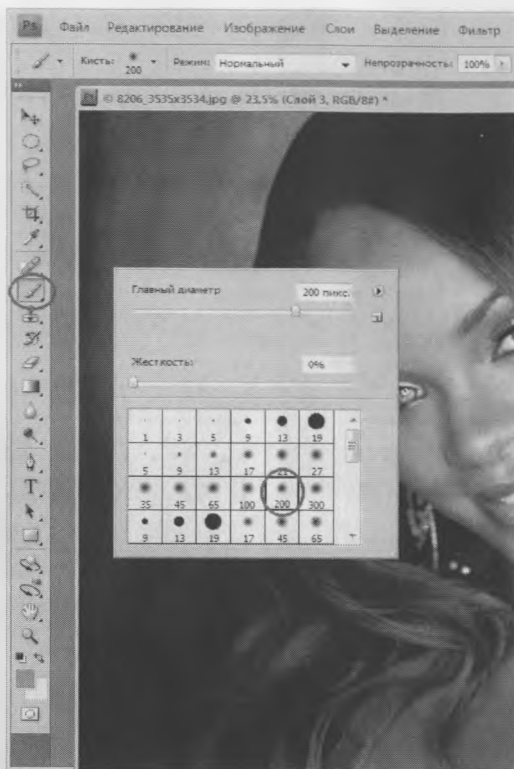 Ps Файл Редактирование Изображение Слои Выделение Фильтр
Кисть: 200 Режим: Нормальный Непрозрачность: 100%
© 8206_3535x3534.jpg @ 23,5% (Слой 3, RGB/8#) *
Главный диаметр 200 пикс.
Жесткость: 0%
1 3 5 9 13 19
5 9 13 17 21 27
35 45 65 100 200 300
9 13 19 17 45 65
T